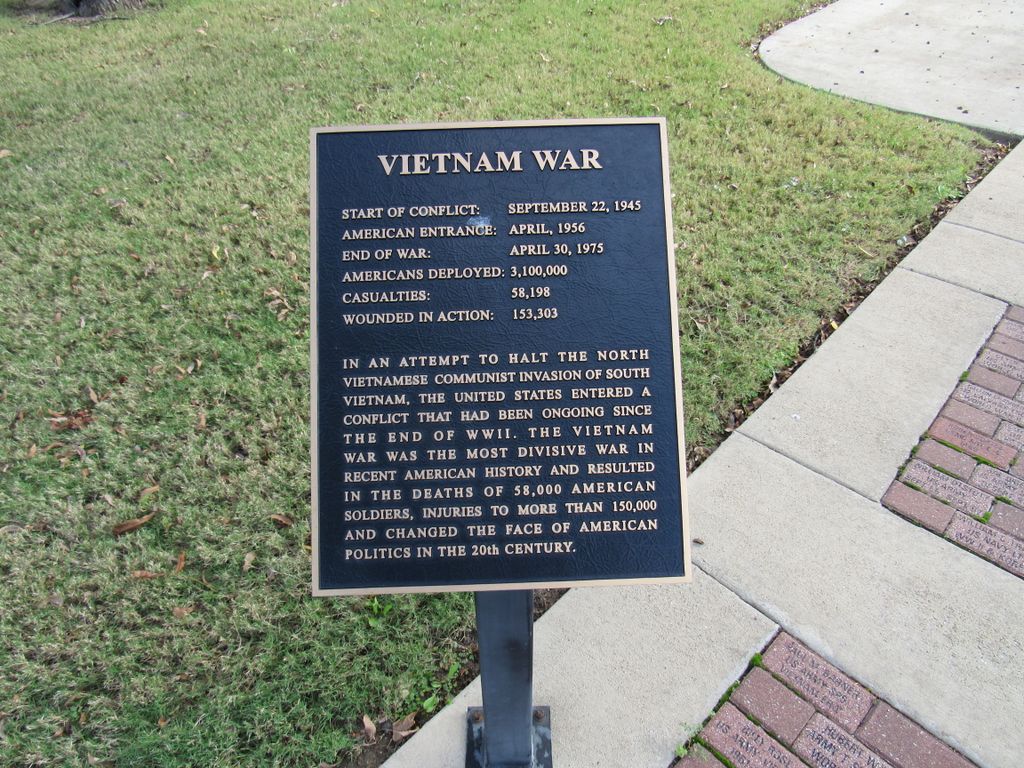 VIETNAM WAR
START OF CONFLICT: SEPTEMBER 22, 1945
AMERICAN ENTRANCE: APRIL, 1956
END OF WAR: APRIL 30, 1975
AMERICANS DEPLOYED: 3,100,000
CASUALTIES: 58,198
WOUNDED IN ACTION: 153,303
IN AN ATTEMPT TO HALT THE NORTH
VIETNAMESE COMMUNIST INVASION OF SOUTH
VIETNAM, THE UNITED STATES ENTERED A
CONFLICT THAT HAD BEEN ONGOING SINCE
THE END OF WWII. THE VIETNAM
WAR WAS THE MOST DIVISIVE WAR IN
RECENT AMERICAN HISTORY AND RESULTED
IN THE DEATHS OF 58,000 AMERICAN
SOLDIERS, INJURIES TO MORE THAN 150,000
AND CHANGED THE FACE OF AMERICAN
POLITICS IN THE 20th CENTURY.